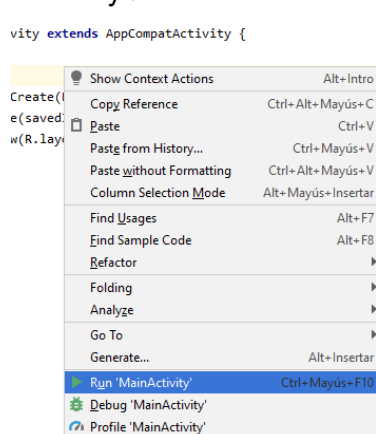 vity extends AppCompatActivity {
Show Context Actions Alt+Intro
Create(
Copy Reference Ctrl+Alt+Mayús+C
e(saved
Paste Ctrl+V
w(R.lay
Paste from History... Ctrl+Mayús+V
Paste without Formatting Ctrl+Alt+Mayús+V
Column Selection Mode Alt+Mayús+Insertar
Find Usages Alt+F7
Find Sample Code Alt+F8
Refactor
Folding
Analyze
Go To
Generate... Alt+Insertar
Run 'MainActivity' Ctrl+Mayús+F10
Debug 'MainActivity'
Profile 'MainActivity'